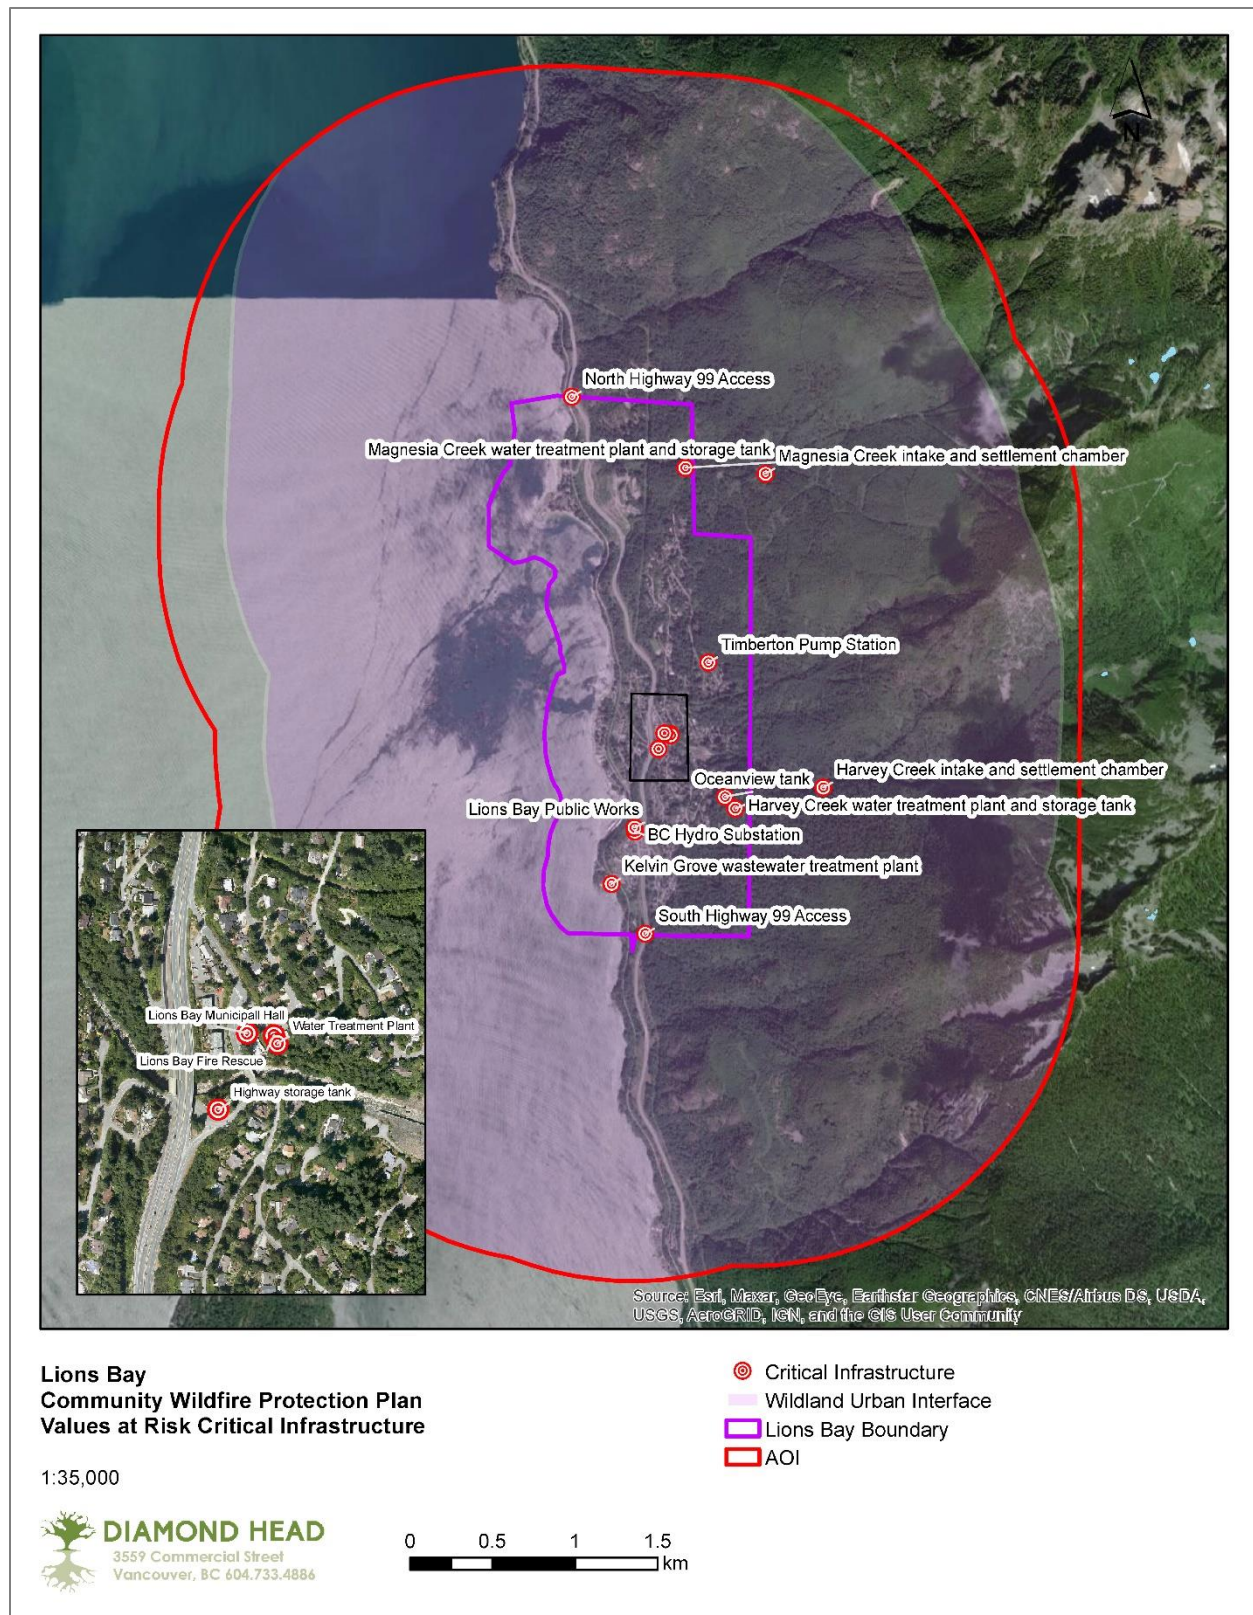 N
North Highway 99 Access
Magnesia Creek water treatment plant and storage tank
Magnesia Creek intake and settlement chamber
Timberton Pump Station
Oceanview tank
Harvey Creek intake and settlement chamber
Harvey Creek water treatment plant and storage tank
Lions Bay Public Works
BC Hydro Substation
Kelvin Grove wastewater treatment plant
South Highway 99 Access
Lions Bay Municipall Hall
Water Treatment Plant
Lions Bay Fire Rescue
Highway storage tank
Source: Esri, Maxar, GeoEye, Earthstar Geographics, CNES/Airbus DS, USDA,
USGS, AeroGRID, IGN, and the GIS User Community
Lions Bay
Community Wildfire Protection Plan
Values at Risk Critical Infrastructure
1:35,000
Critical Infrastructure
Wildland Urban Interface
Lions Bay Boundary
AOI
DIAMOND HEAD
3559 Commercial Street
Vancouver, BC 604.733.4886
0 0.5 1 1.5
km